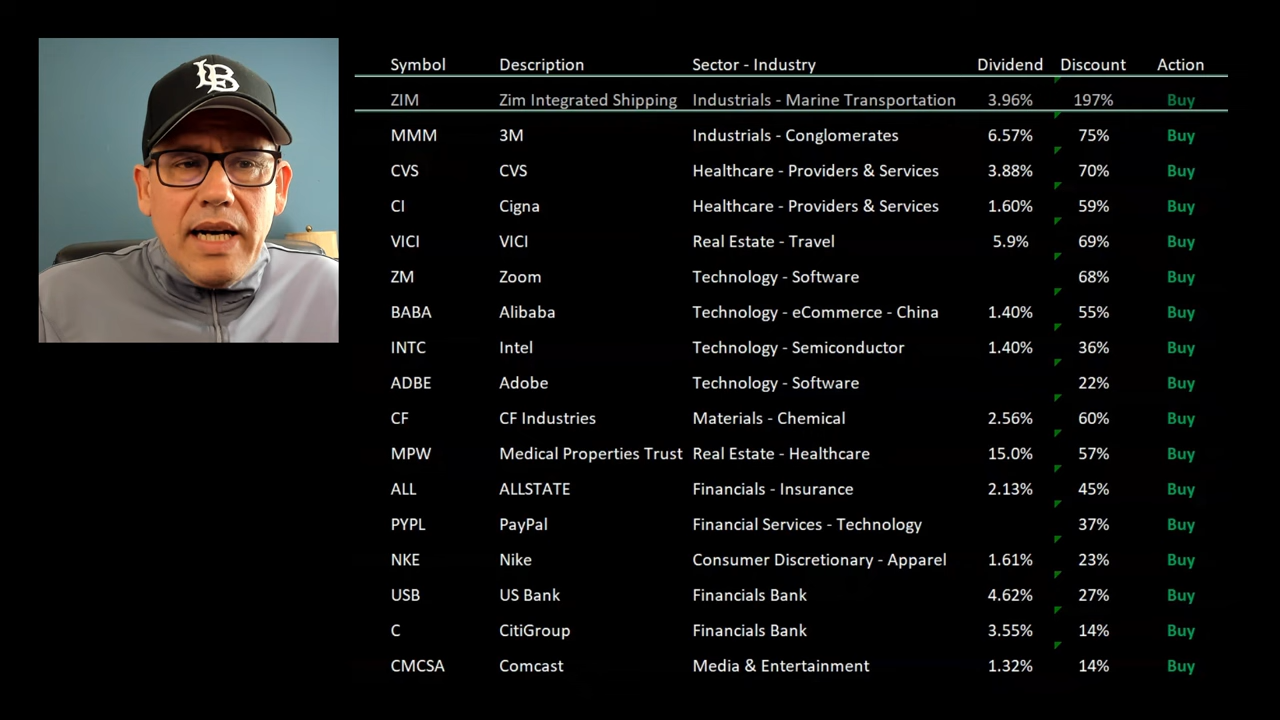 LB
Symbol Description Sector - Industry Dividend Discount Action
ZIM Zim Integrated Shipping Industrials - Marine Transportation 3.96% 197% Buy
MMM 3M Industrials - Conglomerates 6.57% 75% Buy
CVS CVS Healthcare - Providers & Services 3.88% 70% Buy
CI Cigna Healthcare - Providers & Services 1.60% 59% Buy
VICI VICI Real Estate - Travel 5.9% 69% Buy
ZM Zoom Technology - Software 68% Buy
BABA Alibaba Technology - eCommerce - China 1.40% 55% Buy
INTC Intel Technology - Semiconductor 1.40% 36% Buy
ADBE Adobe Technology - Software 22% Buy
CF CF Industries Materials - Chemical 2.56% 60% Buy
MPW Medical Properties Trust Real Estate - Healthcare 15.0% 57% Buy
ALL ALLSTATE Financials - Insurance 2.13% 45% Buy
PYPL PayPal Financial Services - Technology 37% Buy
NKE Nike Consumer Discretionary - Apparel 1.61% 23% Buy
USB US Bank Financials Bank 4.62% 27% Buy
C CitiGroup Financials Bank 3.55% 14% Buy
CMCSA Comcast Media & Entertainment 1.32% 14% Buy